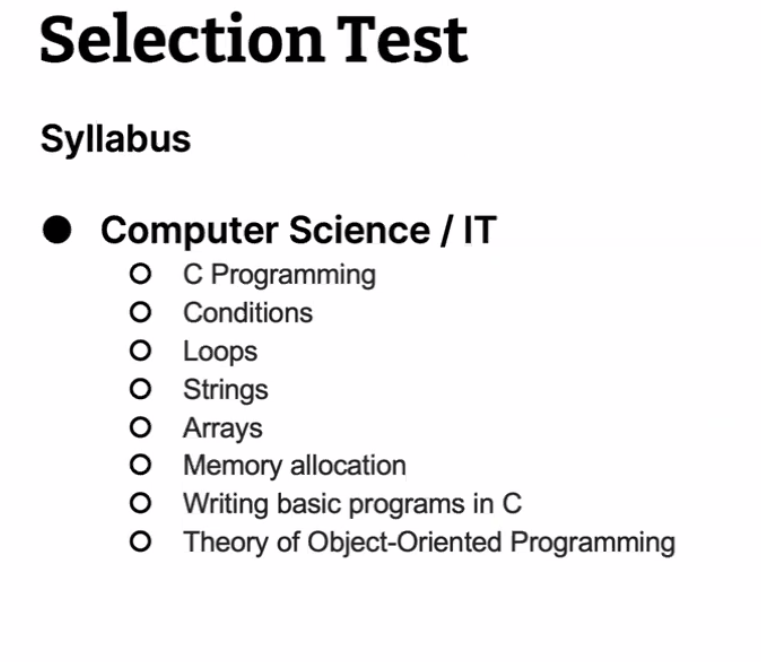 Selection Test
Syllabus
● Computer Science / IT
○ C Programming
○ Conditions
○ Loops
○ Strings
○ Arrays
○ Memory allocation
○ Writing basic programs in C
○ Theory of Object-Oriented Programming